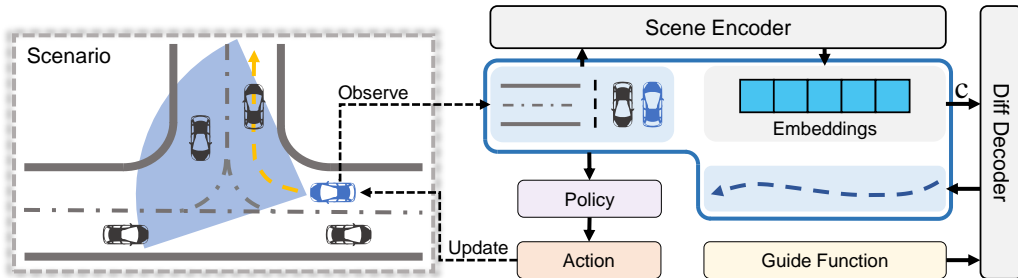 Scene Encoder
Scenario
Observe
Embeddings
C
Diff Decoder
Policy
Update
Action
Guide Function